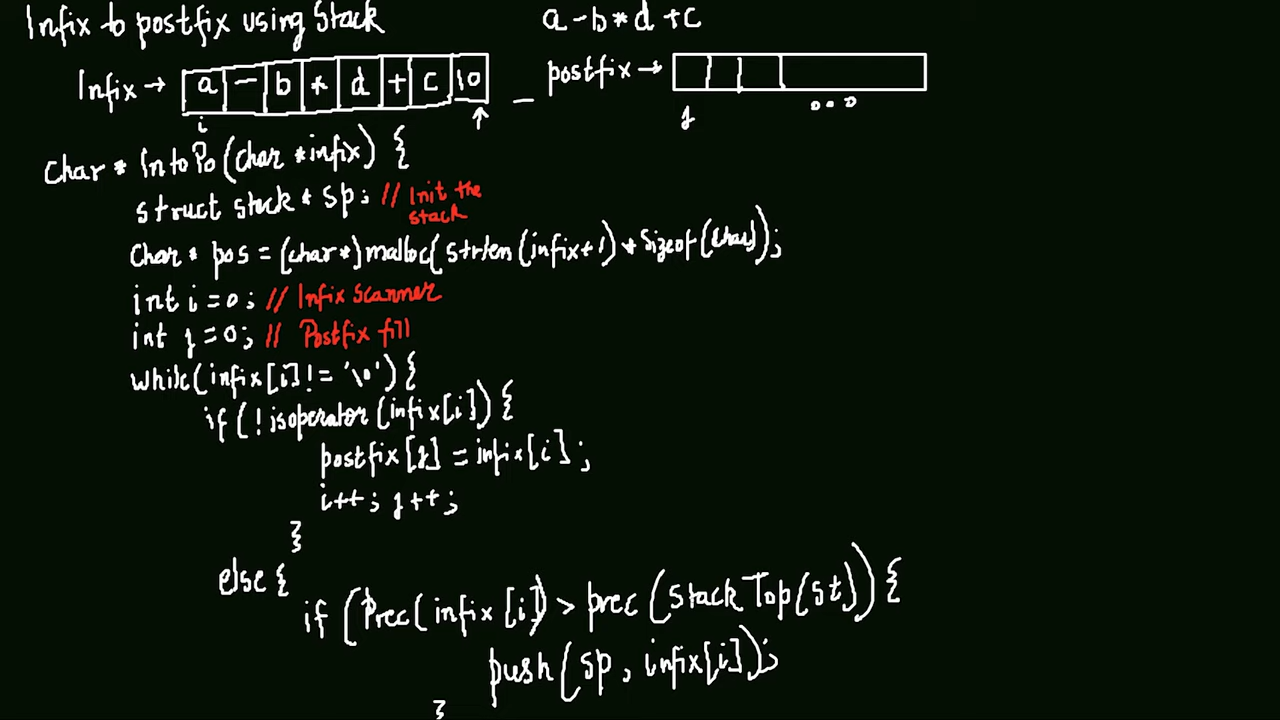 Infix to postfix using Stack
a - b * d + c
Infix → a - b * d + c \0
postfix →
i
j
char * InToPo(char *infix) {
struct stack * sp; // Init the stack
char * pos = (char*)malloc(strlen(infix+1) * sizeof(char));
int i = 0; // Infix scanner
int j = 0; // Postfix fill
while(infix[i] != '\0') {
if (!isoperator(infix[i]) {
postfix[j] = infix[i];
i++; j++;
}
else {
if (Prec(infix[i]) > prec(stackTop(st)) {
push(sp, infix[i]);
}